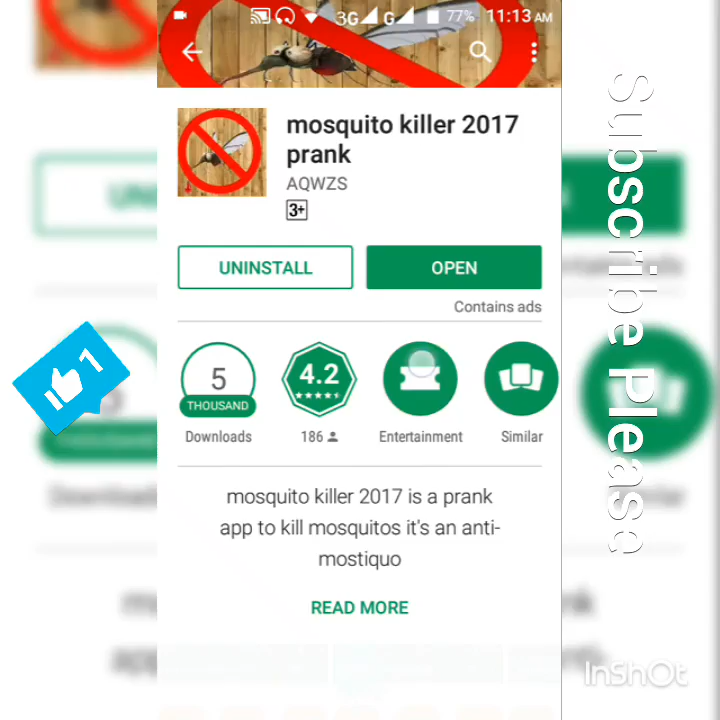 3G G 77% 11:13 AM
mosquito killer 2017
prank
AQWZS
3+
UNINSTALL
OPEN
Contains ads
5
THOUSAND
4.2
Downloads
186
Entertainment
Similar
mosquito killer 2017 is a prank
app to kill mosquitos it's an anti-
mostiquo
READ MORE
1
Subscribe Please
InShOt